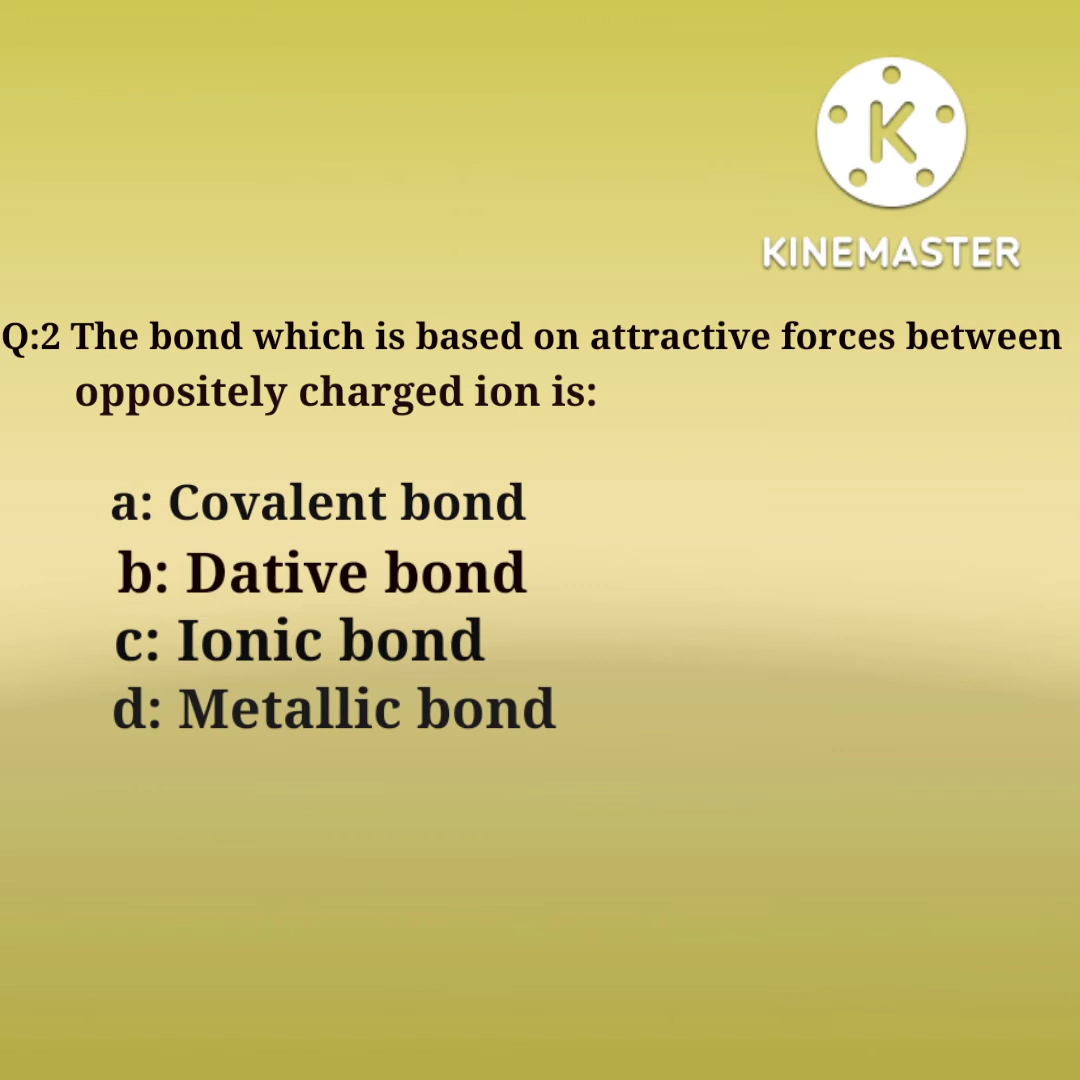 K
KINEMASTER
Q:2 The bond which is based on attractive forces between
oppositely charged ion is:
a: Covalent bond
b: Dative bond
c: Ionic bond
d: Metallic bond